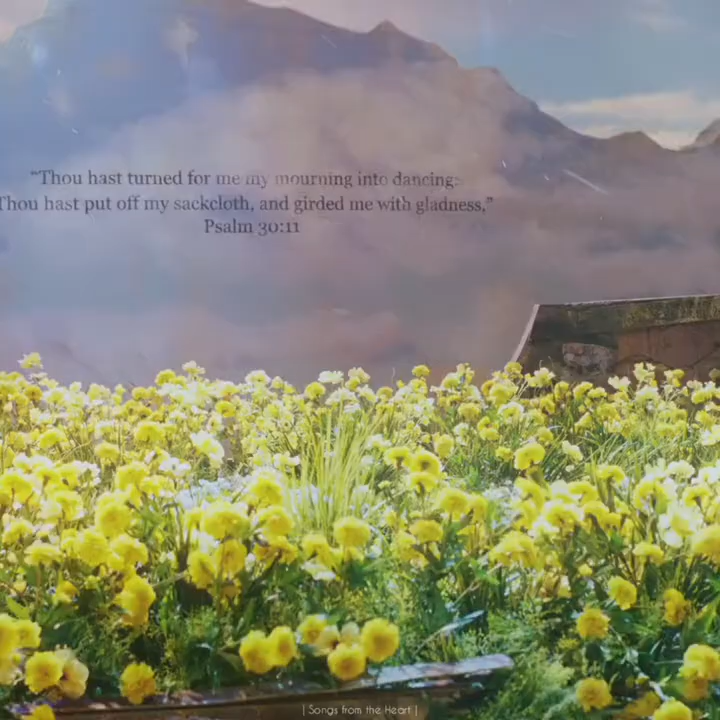 "Thou hast turned for me my mourning into dancing:
Thou hast put off my sackcloth, and girded me with gladness,"
Psalm 30:11
| Songs from the Heart |